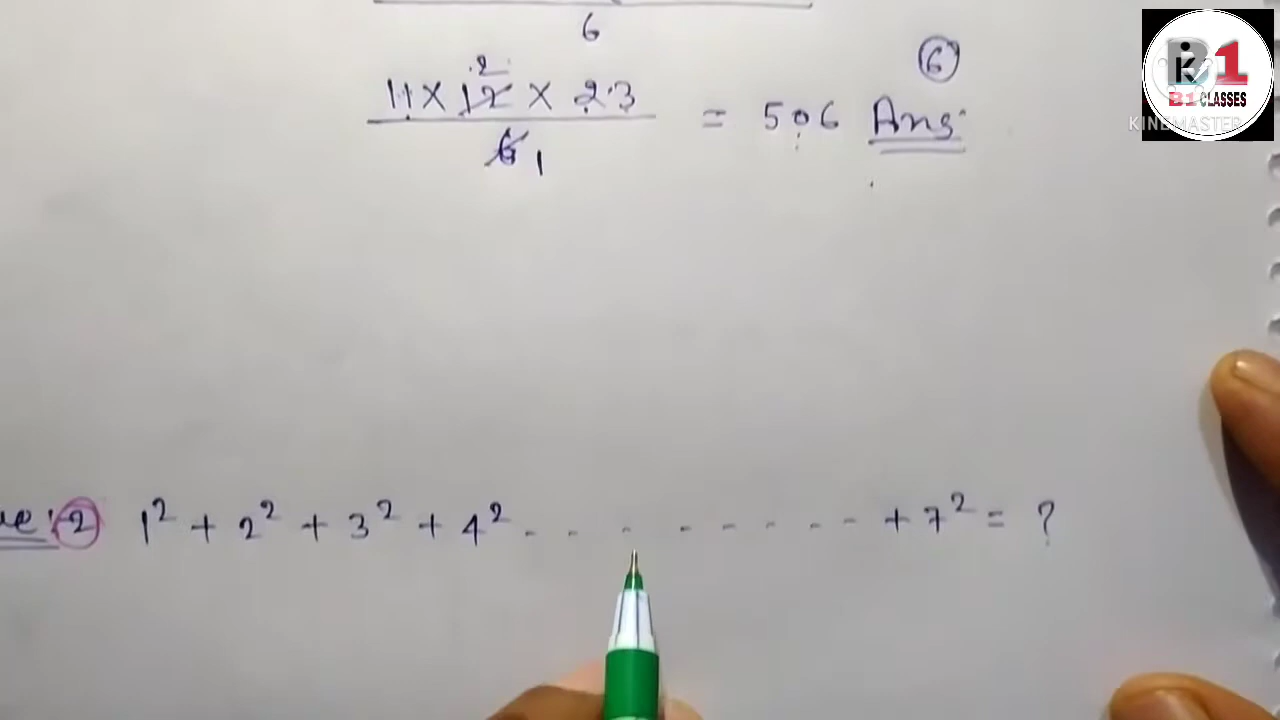 6
6
2
11 × 12 × 23
= 506 Ans.
6 1
2 1² + 2² + 3² + 4² - - - - - - - - + 7² = ?
K
B1
B1 CLASSES
KINEMASTER